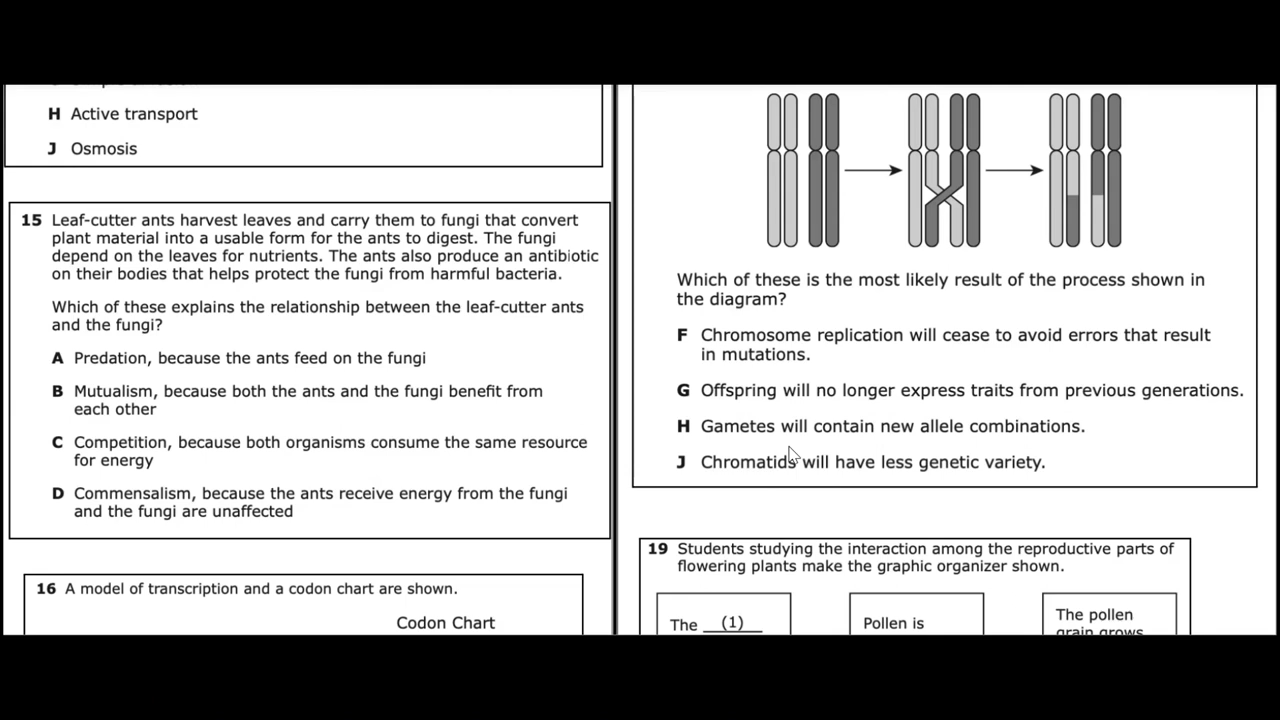 H Active transport
J Osmosis
15 Leaf-cutter ants harvest leaves and carry them to fungi that convert
plant material into a usable form for the ants to digest. The fungi
depend on the leaves for nutrients. The ants also produce an antibiotic
on their bodies that helps protect the fungi from harmful bacteria.
Which of these explains the relationship between the leaf-cutter ants
and the fungi?
A Predation, because the ants feed on the fungi
B Mutualism, because both the ants and the fungi benefit from
each other
C Competition, because both organisms consume the same resource
for energy
D Commensalism, because the ants receive energy from the fungi
and the fungi are unaffected
16 A model of transcription and a codon chart are shown.
Codon Chart
Which of these is the most likely result of the process shown in
the diagram?
F Chromosome replication will cease to avoid errors that result
in mutations.
G Offspring will no longer express traits from previous generations.
H Gametes will contain new allele combinations.
J Chromatids will have less genetic variety.
19 Students studying the interaction among the reproductive parts of
flowering plants make the graphic organizer shown.
The (1)
Pollen is
The pollen
grain grows